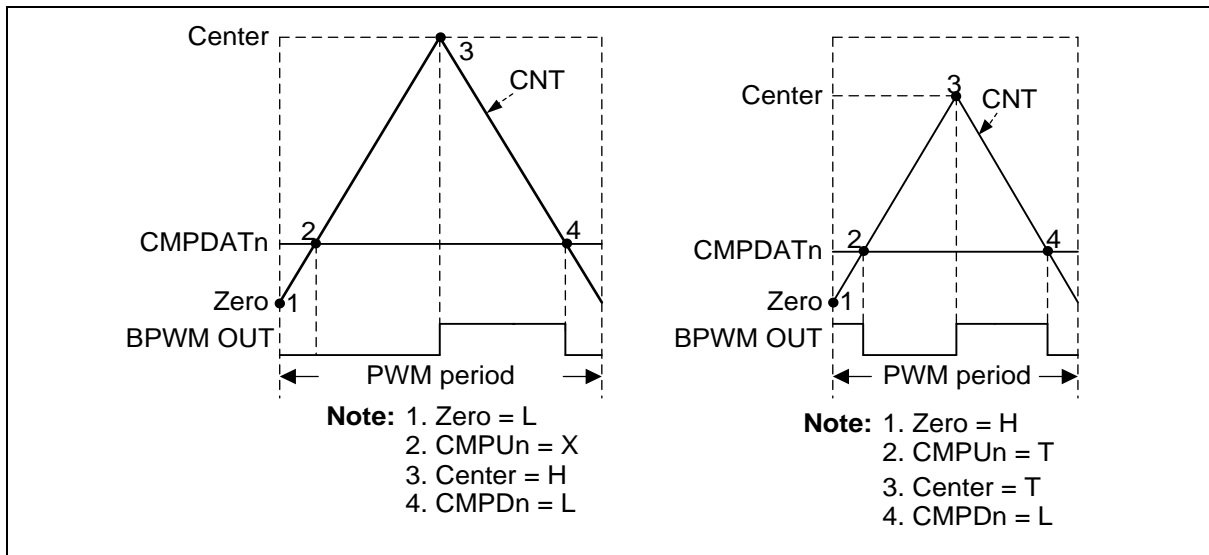 Center
3
CNT
2
4
CMPDATn
Zero
1
BPWM OUT
PWM period
Note: 1. Zero = L
2. CMPUn = X
3. Center = H
4. CMPDn = L
Center
3
CNT
2
4
CMPDATn
Zero
1
BPWM OUT
PWM period
Note: 1. Zero = H
2. CMPUn = T
3. Center = T
4. CMPDn = L